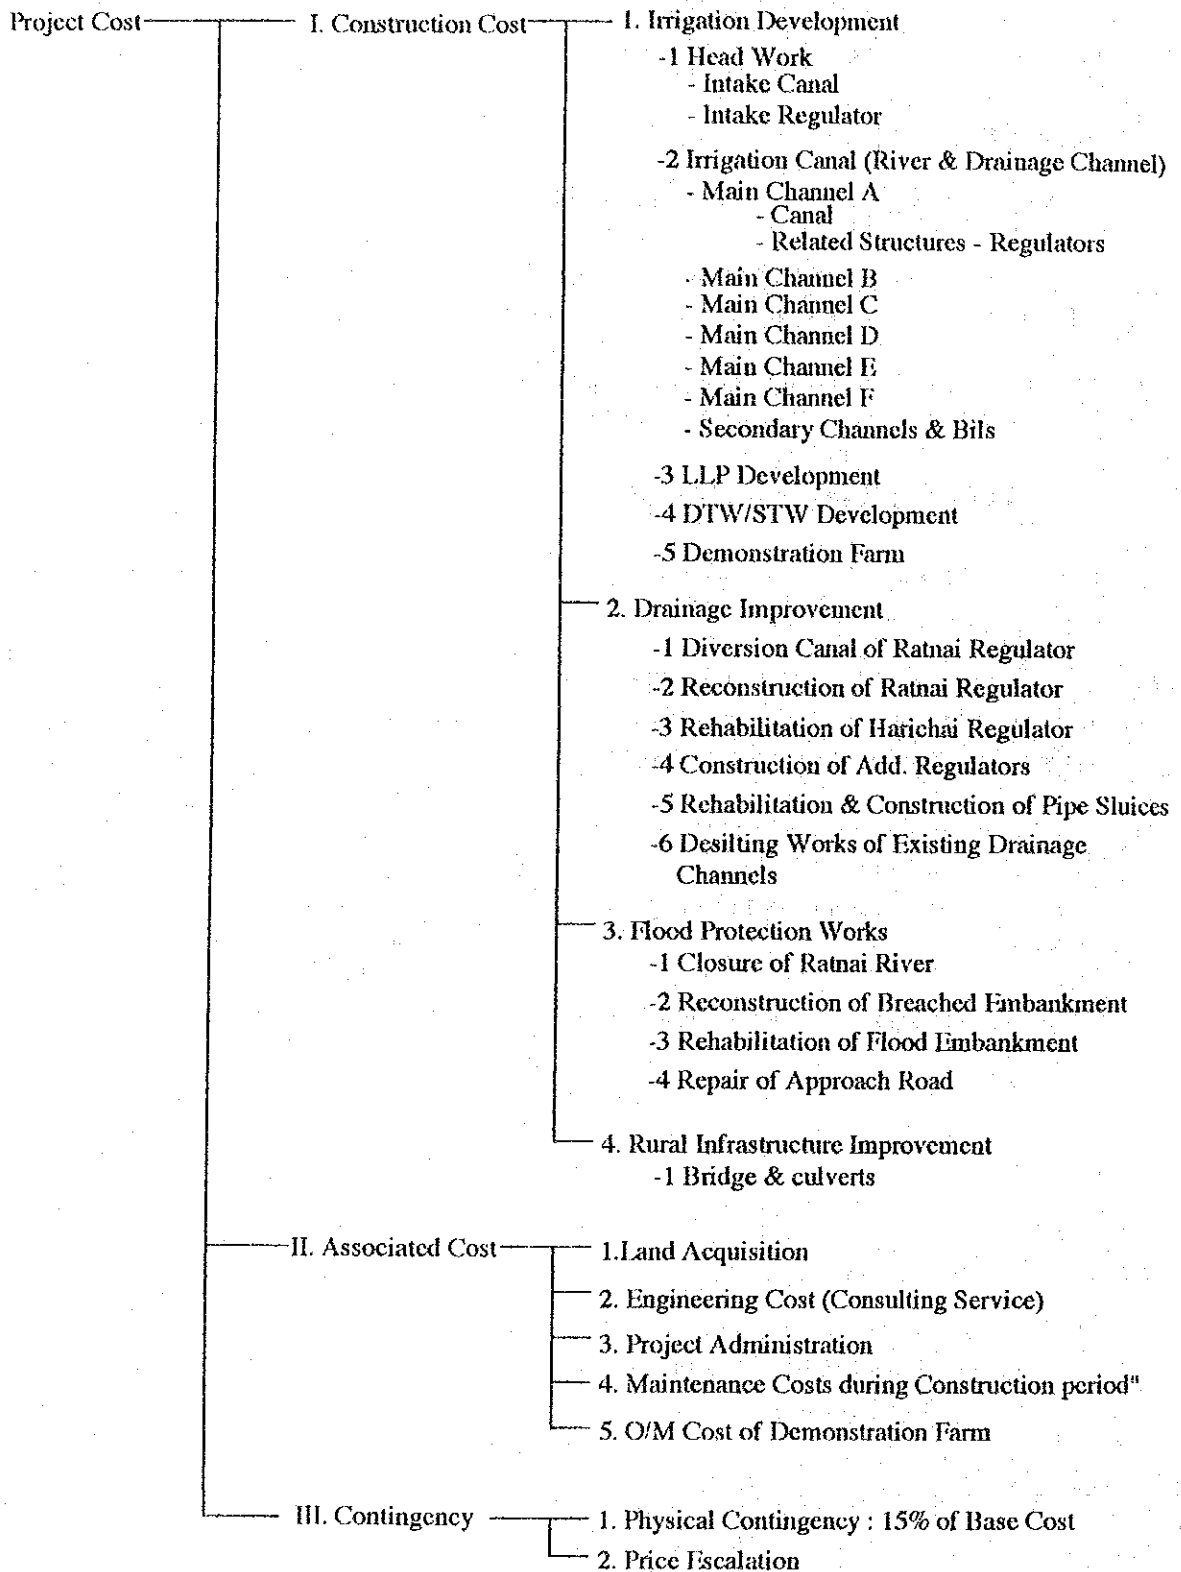 Project Cost I. Construction Cost 1. Irrigation Development
-1 Head Work
- Intake Canal
- Intake Regulator
-2 Irrigation Canal (River & Drainage Channel)
- Main Channel A
- Canal
- Related Structures - Regulators
- Main Channel B
- Main Channel C
- Main Channel D
- Main Channel E
- Main Channel F
- Secondary Channels & Bils
-3 LLP Development
-4 DTW/STW Development
-5 Demonstration Farm
2. Drainage Improvement
-1 Diversion Canal of Ratnai Regulator
-2 Reconstruction of Ratnai Regulator
-3 Rehabilitation of Harichai Regulator
-4 Construction of Add. Regulators
-5 Rehabilitation & Construction of Pipe Sluices
-6 Desilting Works of Existing Drainage
Channels
3. Flood Protection Works
-1 Closure of Ratnai River
-2 Reconstruction of Breached Embankment
-3 Rehabilitation of Flood Embankment
-4 Repair of Approach Road
4. Rural Infrastructure Improvement
-1 Bridge & culverts
II. Associated Cost 1.Land Acquisition
2. Engineering Cost (Consulting Service)
3. Project Administration
4. Maintenance Costs during Construction period"
5. O/M Cost of Demonstration Farm
III. Contingency 1. Physical Contingency : 15% of Base Cost
2. Price Escalation